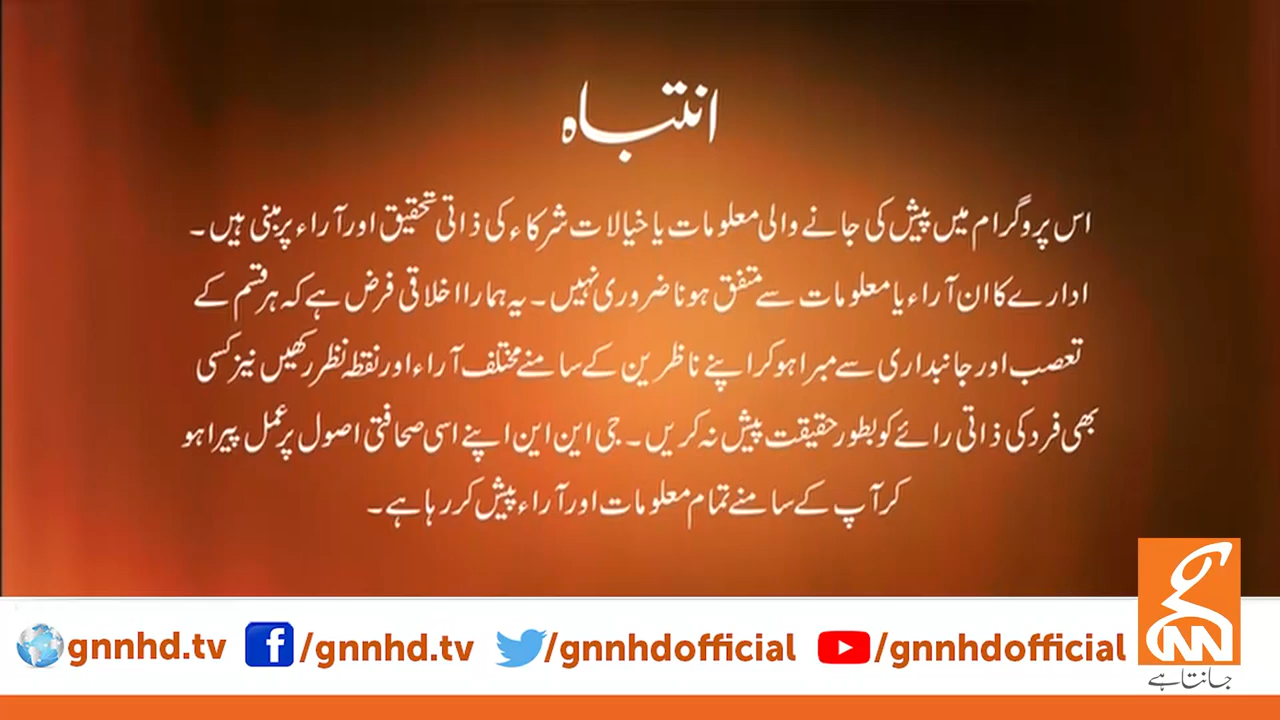 انتباہ
اس پروگرام میں پیش کی جانے والی معلومات یا خیالات شرکاء کی ذاتی تحقیق اور آراء پر مبنی ہیں۔
ادارے کا ان آراء یا معلومات سے متفق ہونا ضروری نہیں۔ یہ ہمارا اخلاقی فرض ہے کہ ہر قسم کے
تعصب اور جانبداری سے مبرا ہو کر اپنے ناظرین کے سامنے مختلف آراء اور نقطہ نظر رکھیں نیز کسی
بھی فرد کی ذاتی رائے کو بطور حقیقت پیش نہ کریں۔ جی این این اپنے اسی صحافتی اصول پر عمل پیرا ہو
کر آپ کے سامنے تمام معلومات اور آراء پیش کر رہا ہے۔
gnnhd.tv /gnnhd.tv /gnnhdofficial /gnnhdofficial
GNN
جانتا ہے